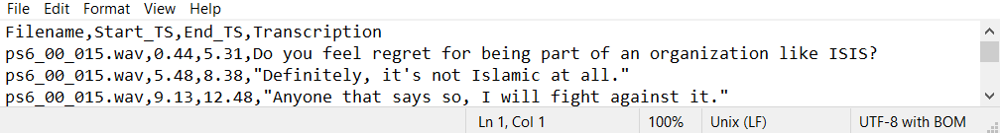 File Edit Format View Help
Filename,Start_TS,End_TS,Transcription
ps6_00_015.wav,0.44,5.31,Do you feel regret for being part of an organization like ISIS?
ps6_00_015.wav,5.48,8.38,"Definitely, it's not Islamic at all."
ps6_00_015.wav,9.13,12.48,"Anyone that says so, I will fight against it."
Ln 1, Col 1 100% Unix (LF) UTF-8 with BOM